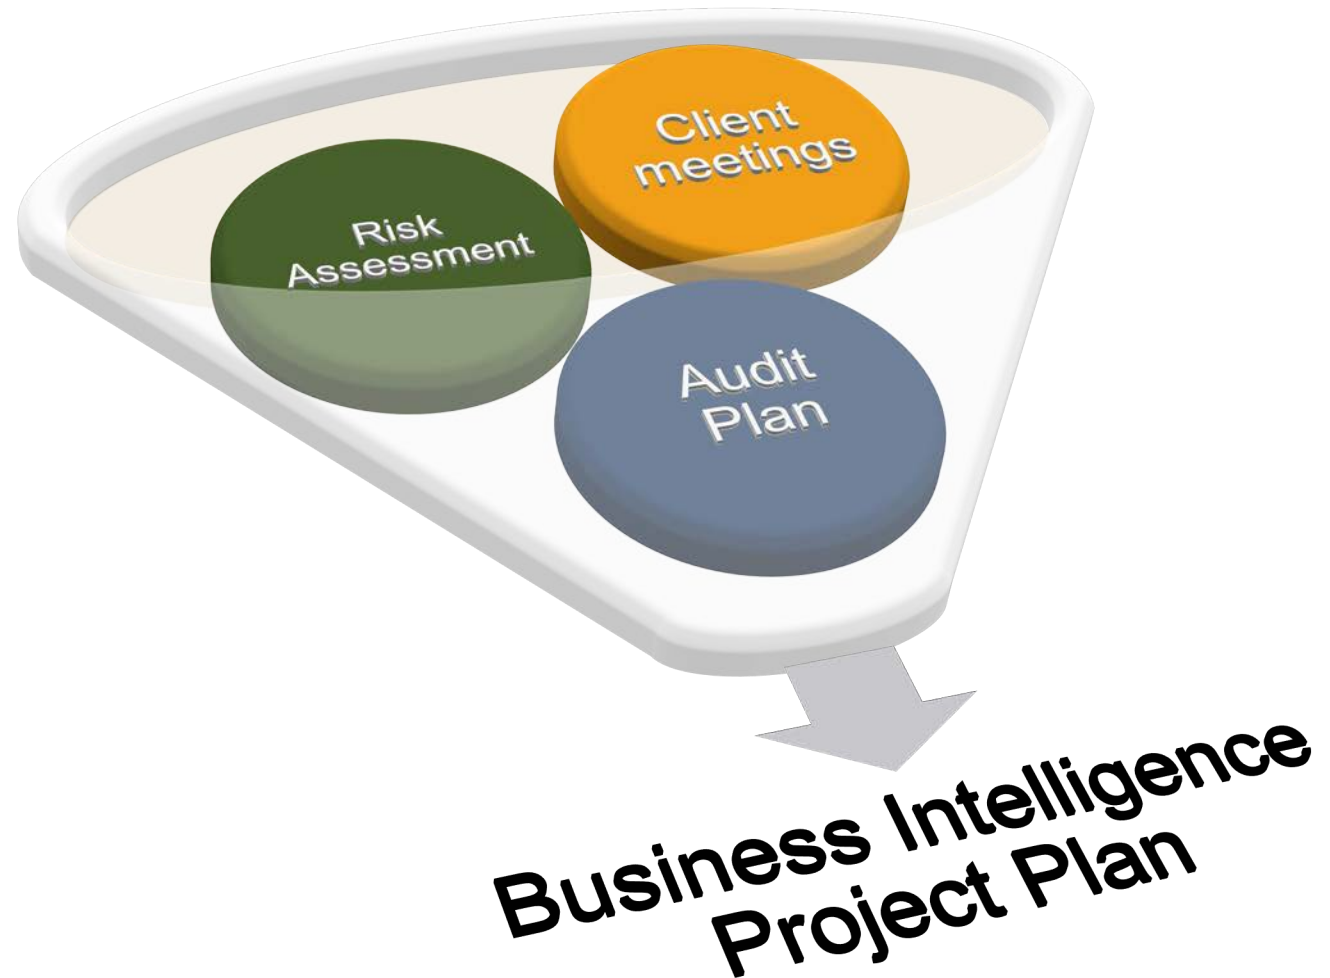 Client
meetings
Risk
Assessment
Audit
Plan
Business Intelligence
Project Plan